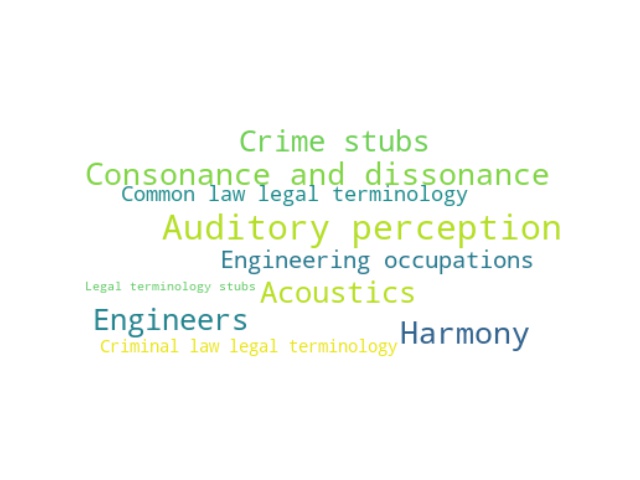 Crime stubs
Consonance and dissonance
Common law legal terminology
Auditory perception
Engineering occupations
Legal terminology stubs
Acoustics
Engineers
Harmony
Criminal law legal terminology